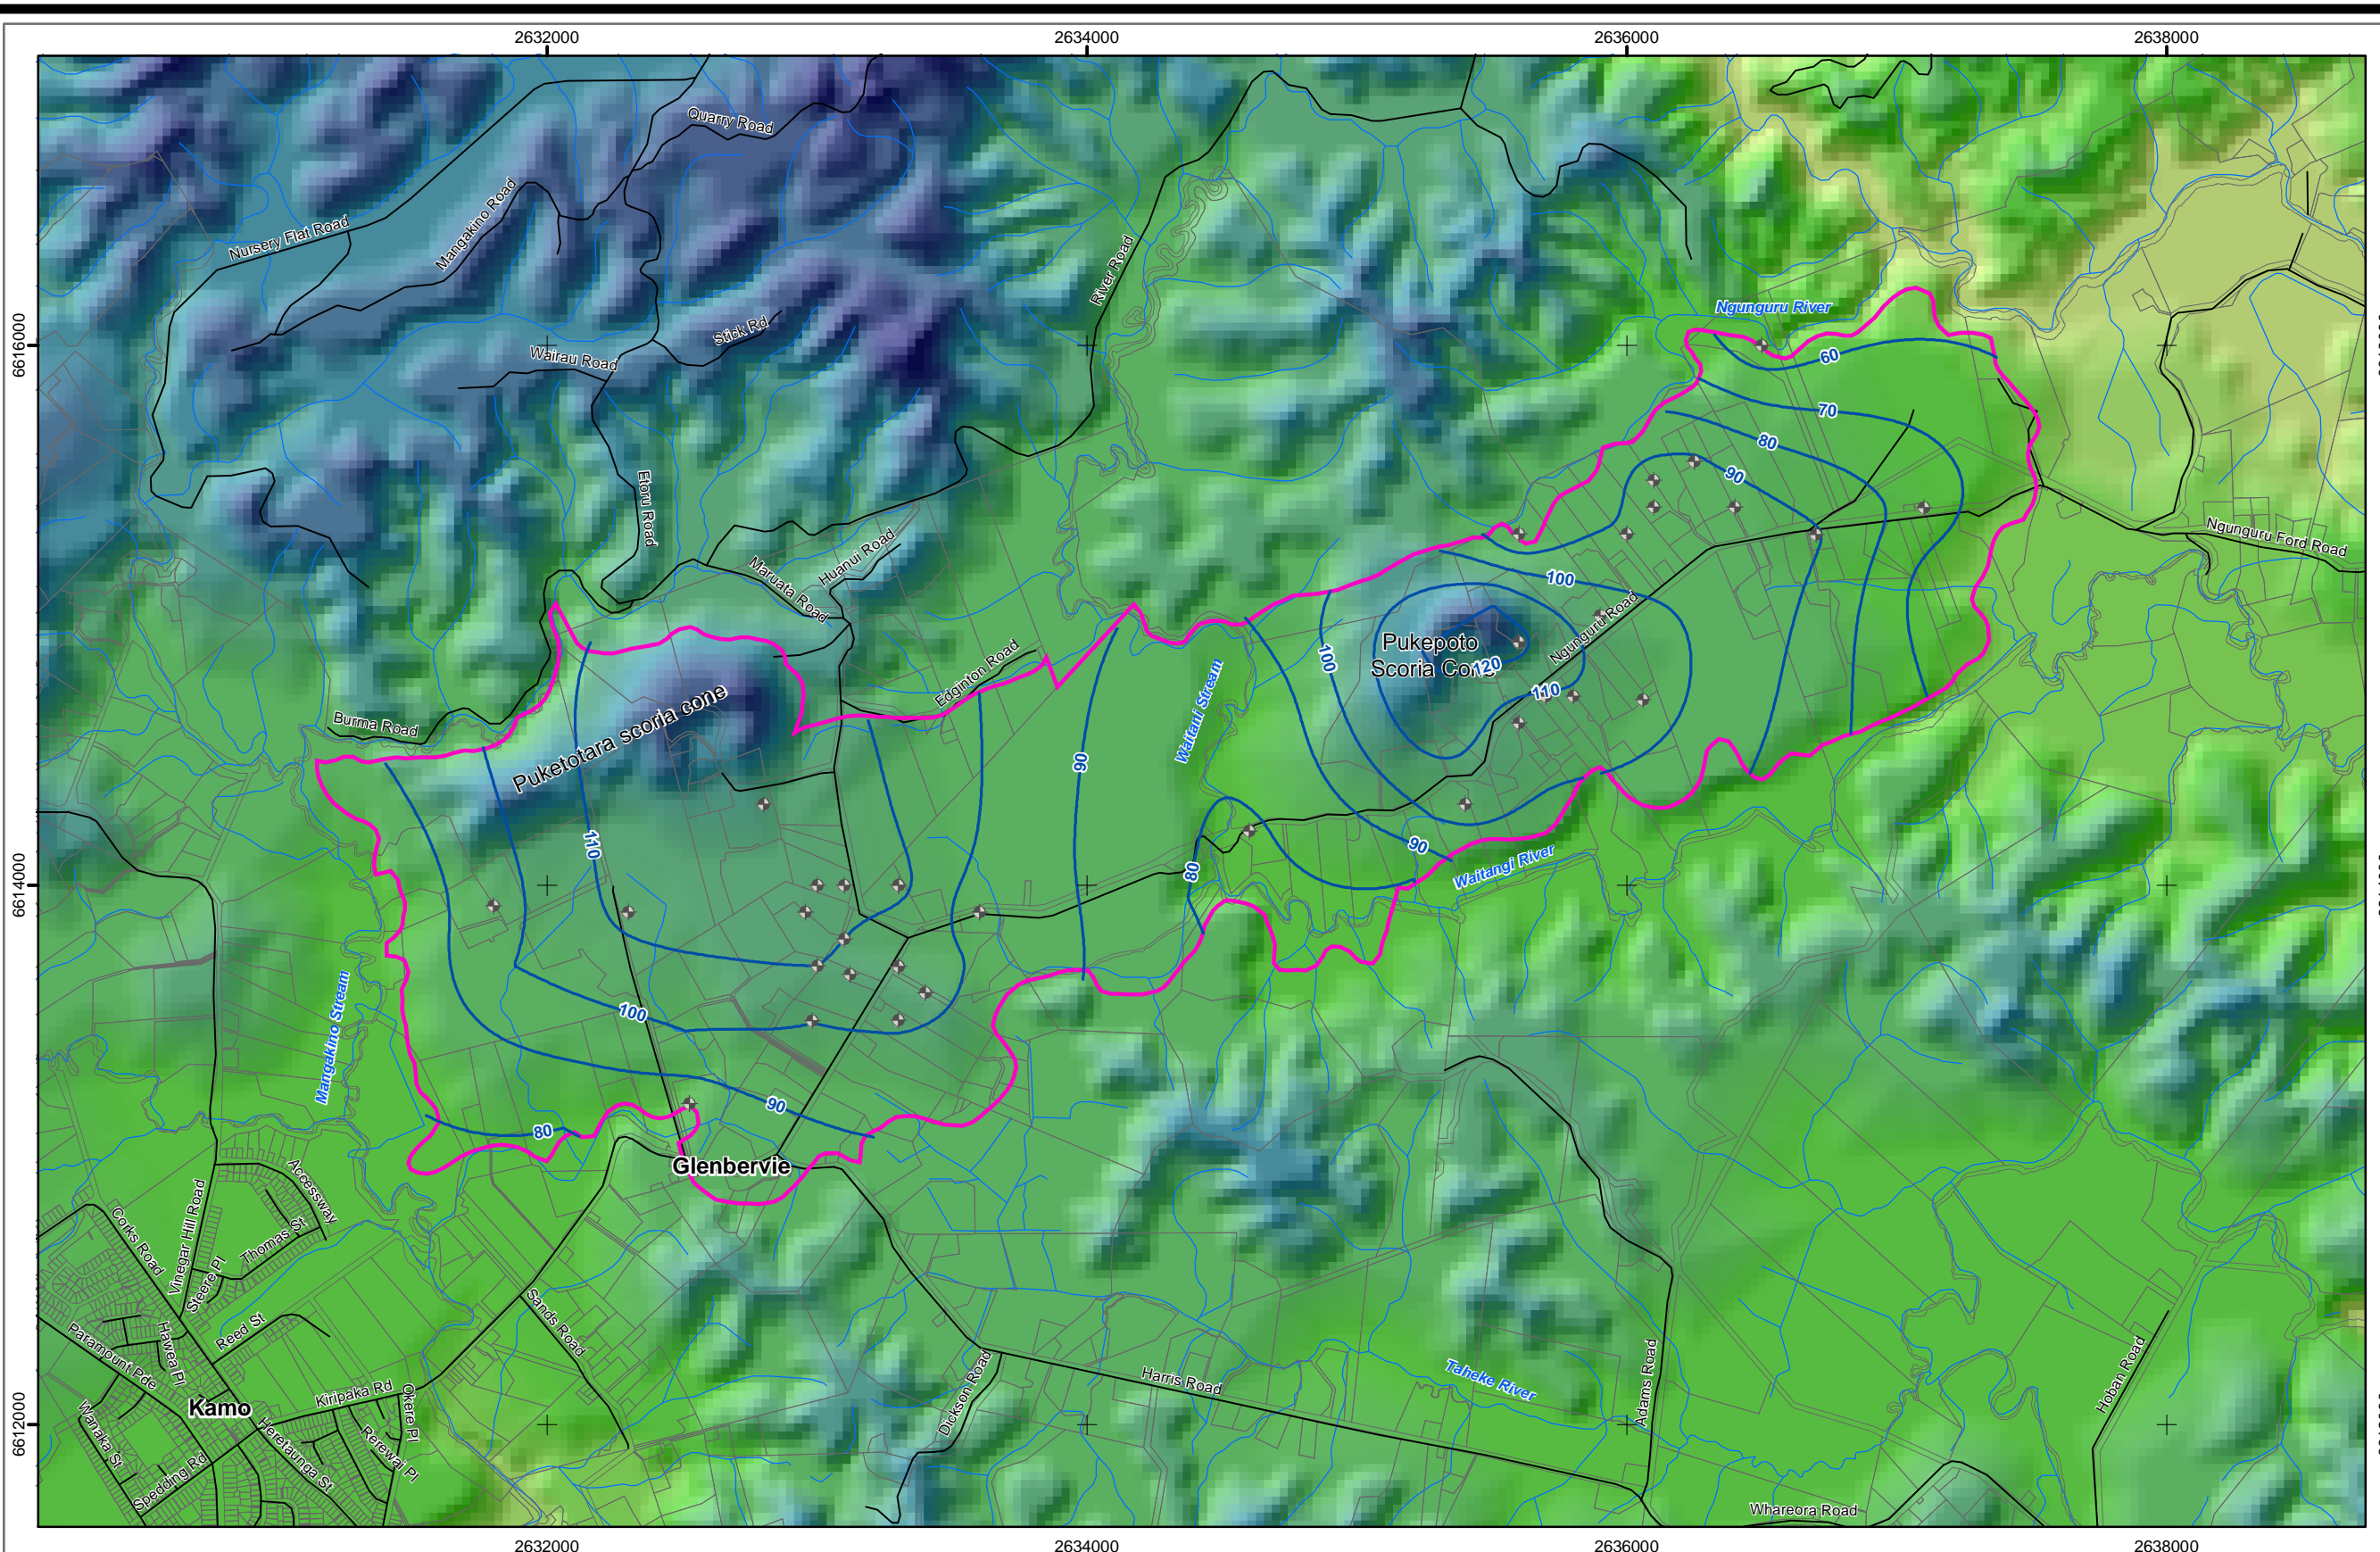 2632000
2634000
2636000
2638000
Quarry Road
Nursery Flat Road
Mangakino Road
River Road
Ngunguru River
6616000
Stick Rd
Wairau Road
60
70
80
90
Etoru Road
Ngunguru Ford Road
Huanui Road
Maruata Road
100
Ngunguru Road
Pukepoto
Scoria Cone
120
100
110
Edginton Road
Waitani Stream
Puketotara scoria cone
Burma Road
90
110
90
Waitangi River
80
6614000
Mangakino Stream
100
90
80
Glenbervie
Accessway
Vinegar Hill Road
Corks Road
Thomas St
Steere Pl
Reed St
Sands Road
Hawea Pl
Paramount Pde
Harris Road
Taheke River
Adams Road
Hoban Road
Dickson Road
Kiripaka Rd
Okere Pl
Kamo
Wanaka St
Heretunga St
Rerewai Pl
6612000
Spedding Rd
Whareora Road
2632000
2634000
2636000
2638000